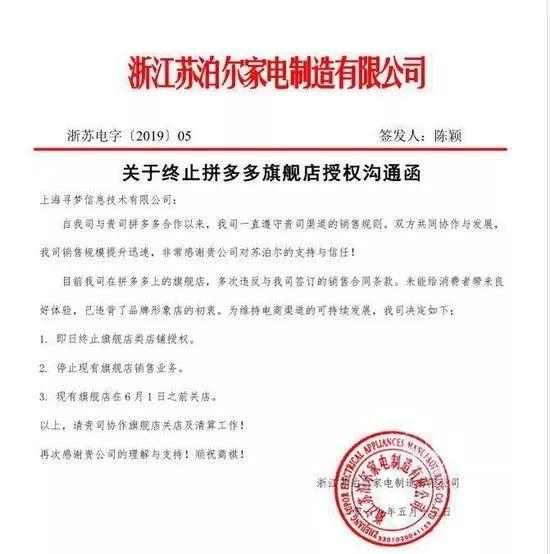 浙江苏泊尔家电制造有限公司
浙苏电字〔2019〕05 签发人：陈颖
关于终止拼多多旗舰店授权沟通函
上海寻梦信息技术有限公司：
自我司与贵司拼多多合作以来，我司一直遵守贵司渠道的销售规则。双方共同协作与发展，
我司销售规模提升迅速，非常感谢贵公司对苏泊尔的支持与信任！
目前我司在拼多多上的旗舰店，多次违反与我司签订的销售合同条款。未能给消费者带来良
好体验，已违背了品牌形象店的初衷。为维持电商渠道的可持续发展，我司决定如下：
1. 即日终止旗舰店类店铺授权。
2. 停止现有旗舰店销售业务。
3. 现有旗舰店在 6 月 1 日之前关店。
以上，请贵司协作旗舰店关店及清算工作！
再次感谢贵公司的理解与支持！顺祝商祺！
浙江苏泊尔家电制造有限公司
年五月
ZHEJIANG SUPOR ELECTRICAL APPLIANCES MANUFACTURING CO.,LTD
浙江苏泊尔家电制造有限公司
3301020041159